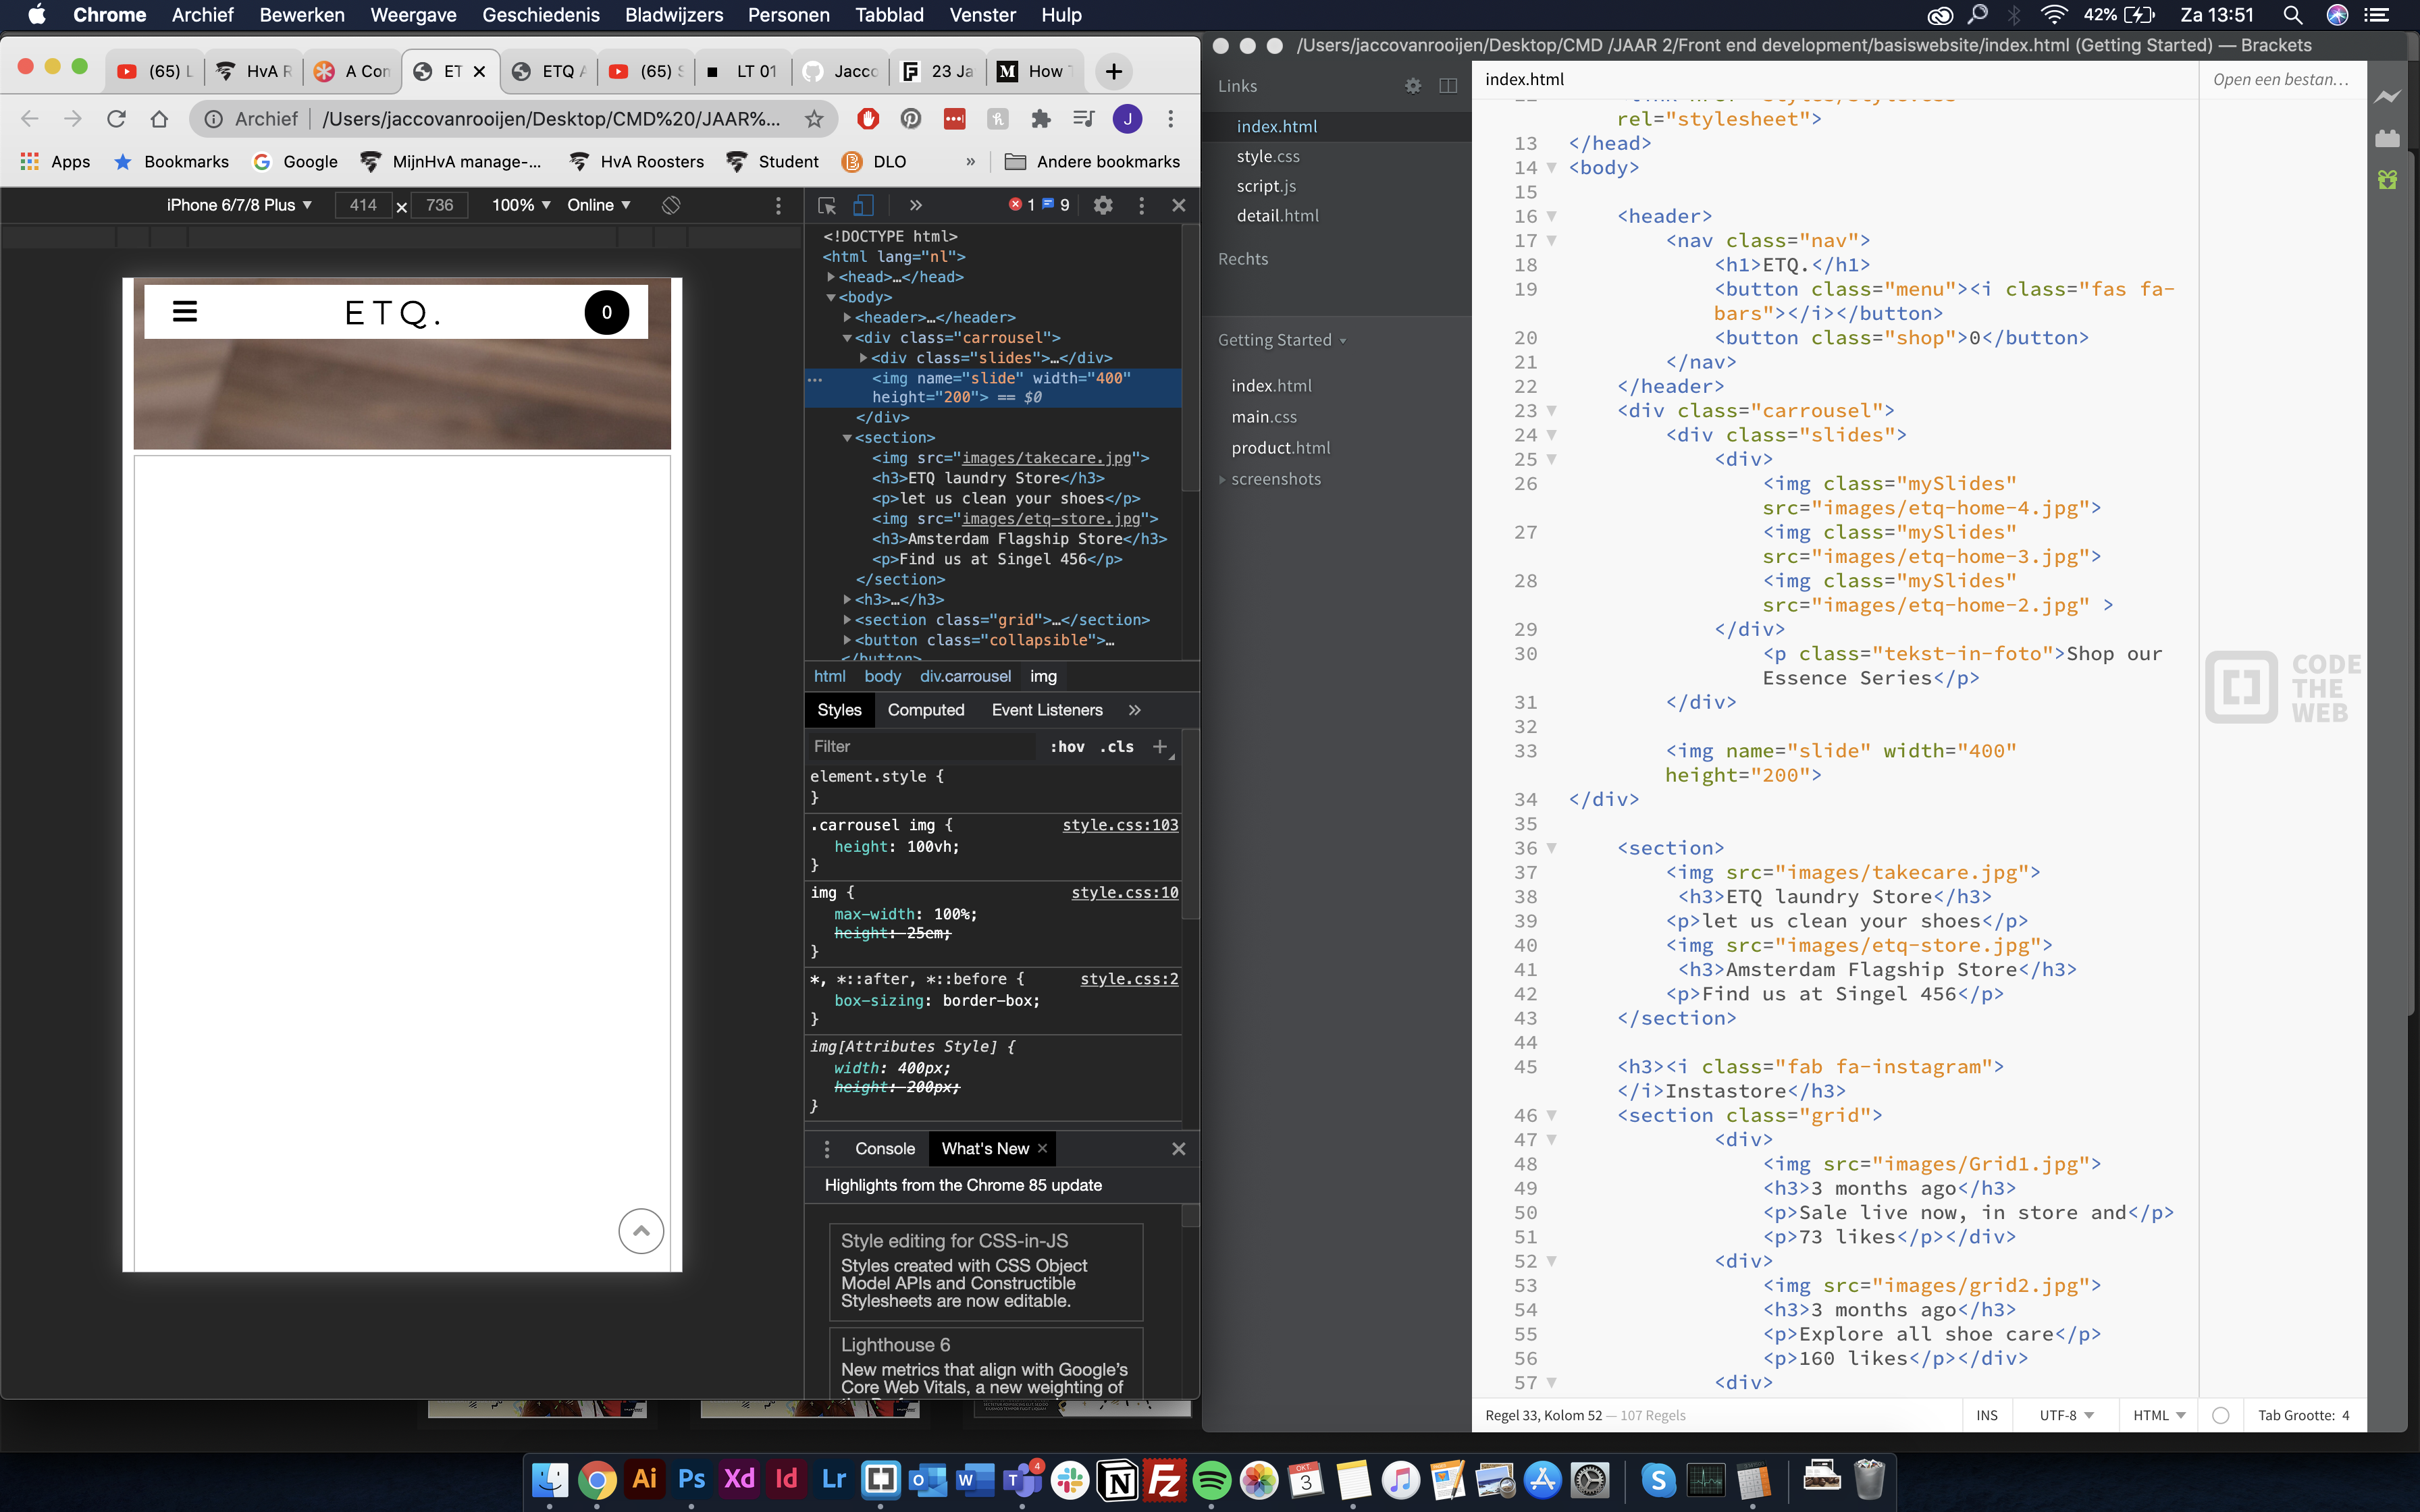 Chrome Archief Bewerken Weergave Geschiedenis Bladwijzers Personen Tabblad Venster Hulp 42% Za 13:51
(65) L HvA R A Con ET ETQ A (65) S LT 01 Jacco 23 Ja How T
Archief /Users/jaccovanrooijen/Desktop/CMD%20/JAAR%... J
Apps Bookmarks Google MijnHvA manage-... HvA Roosters Student DLO » Andere bookmarks
iPhone 6/7/8 Plus 414 × 736 100% Online
ETQ.
0
» 1 9
<!DOCTYPE html>
<html lang="nl">
<head>…</head>
<body>
<header>…</header>
<div class="carrousel">
<div class="slides">…</div>
<img name="slide" width="400"
height="200"> == $0
</div>
<section>
<img src="images/takecare.jpg">
<h3>ETQ laundry Store</h3>
<p>let us clean your shoes</p>
<img src="images/etq-store.jpg">
<h3>Amsterdam Flagship Store</h3>
<p>Find us at Singel 456</p>
</section>
<h3>…</h3>
<section class="grid">…</section>
<button class="collapsible">…
</button>
html body div.carrousel img
Styles Computed Event Listeners »
Filter :hov .cls +
element.style {
}
.carrousel img { style.css:103
height: 100vh;
}
img { style.css:10
max-width: 100%;
height: 25em;
}
*, *::after, *::before { style.css:2
box-sizing: border-box;
}
img[Attributes Style] {
width: 400px;
height: 200px;
}
Console What's New ×
Highlights from the Chrome 85 update
Style editing for CSS-in-JS
Styles created with CSS Object
Model APIs and Constructible
Stylesheets are now editable.
Lighthouse 6
New metrics that align with Google's
Core Web Vitals, a new weighting of
/Users/jaccovanrooijen/Desktop/CMD /JAAR 2/Front end development/basiswebsite/index.html (Getting Started) — Brackets
Links
index.html
style.css
script.js
detail.html
Rechts
Getting Started
index.html
main.css
product.html
screenshots
index.html
Open een bestan...
rel="stylesheet">
13 </head>
14 <body>
15
16 <header>
17 <nav class="nav">
18 <h1>ETQ.</h1>
19 <button class="menu"><i class="fas fa-
bars"></i></button>
20 <button class="shop">0</button>
21 </nav>
22 </header>
23 <div class="carrousel">
24 <div class="slides">
25 <div>
26 <img class="mySlides"
src="images/etq-home-4.jpg">
27 <img class="mySlides"
src="images/etq-home-3.jpg">
28 <img class="mySlides"
src="images/etq-home-2.jpg" >
29 </div>
30 <p class="tekst-in-foto">Shop our
Essence Series</p>
31 </div>
32
33 <img name="slide" width="400"
height="200">
34 </div>
35
36 <section>
37 <img src="images/takecare.jpg">
38 <h3>ETQ laundry Store</h3>
39 <p>let us clean your shoes</p>
40 <img src="images/etq-store.jpg">
41 <h3>Amsterdam Flagship Store</h3>
42 <p>Find us at Singel 456</p>
43 </section>
44
45 <h3><i class="fab fa-instagram">
</i>Instastore</h3>
46 <section class="grid">
47 <div>
48 <img src="images/Grid1.jpg">
49 <h3>3 months ago</h3>
50 <p>Sale live now, in store and</p>
51 <p>73 likes</p></div>
52 <div>
53 <img src="images/grid2.jpg">
54 <h3>3 months ago</h3>
55 <p>Explore all shoe care</p>
56 <p>160 likes</p></div>
57 <div>
CODE
THE
WEB
Regel 33, Kolom 52 — 107 Regels INS UTF-8 HTML Tab Grootte: 4
Ai Ps Xd Id Lr O W T 4 N Fz OKT. 3 S